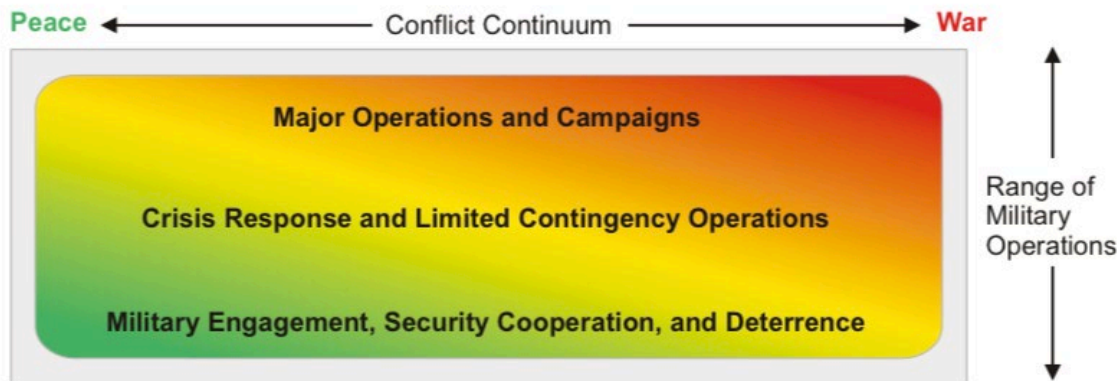 Peace Conflict Continuum War
Major Operations and Campaigns
Crisis Response and Limited Contingency Operations
Military Engagement, Security Cooperation, and Deterrence
Range of
Military
Operations